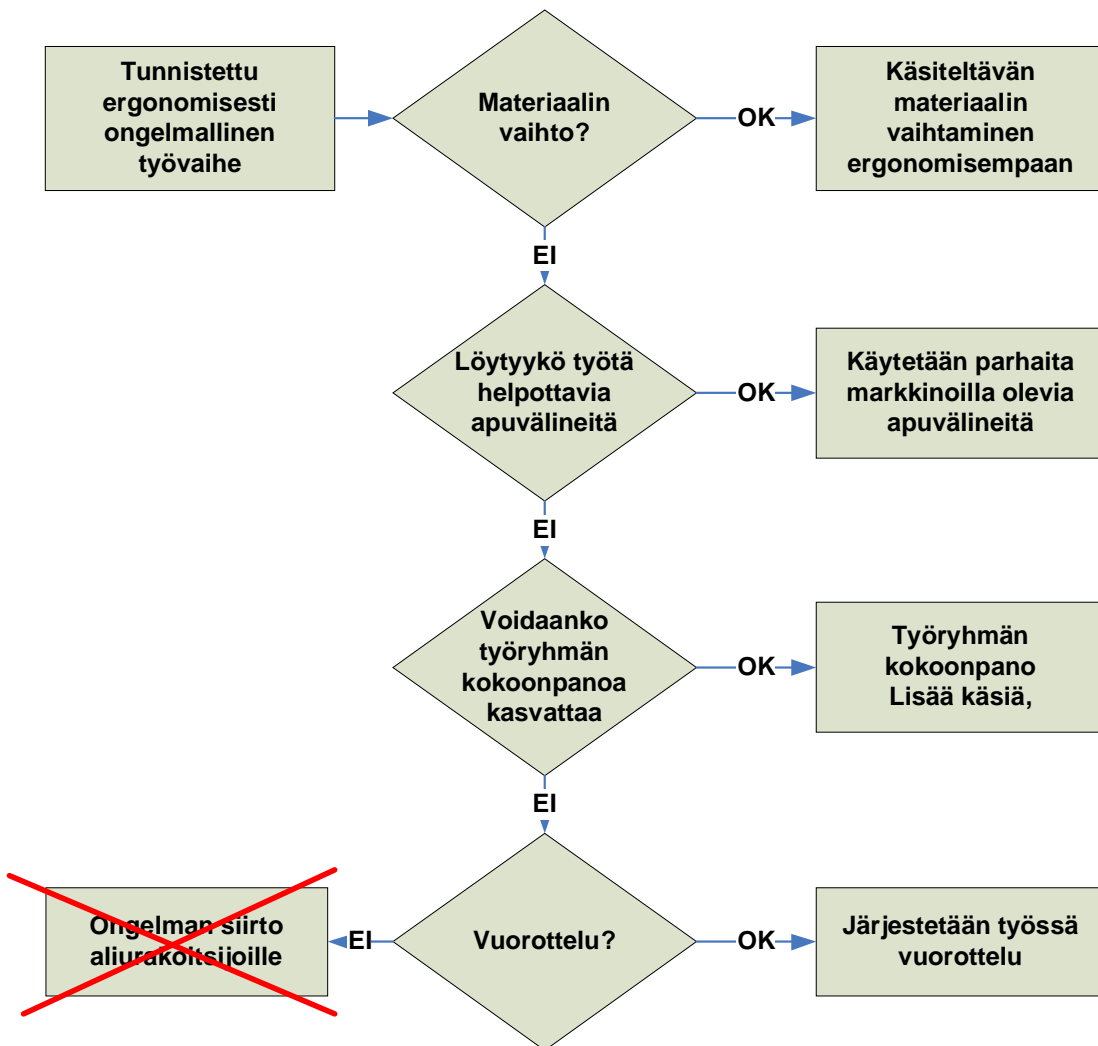 Tunnistettu
ergonomisesti
ongelmallinen
työvaihe
Materiaalin
vaihto?
OK
Käsiteltävän
materiaalin
vaihtaminen
ergonomisempaan
EI
Löytyykö työtä
helpottavia
apuvälineitä
OK
Käytetään parhaita
markkinoilla olevia
apuvälineitä
EI
Voidaanko
työryhmän
kokoonpanoa
kasvattaa
OK
Työryhmän
kokoonpano
Lisää käsiä,
EI
Ongelman siirto
aliurakoitsijoille
EI
Vuorottelu?
OK
Järjestetään työssä
vuorottelu